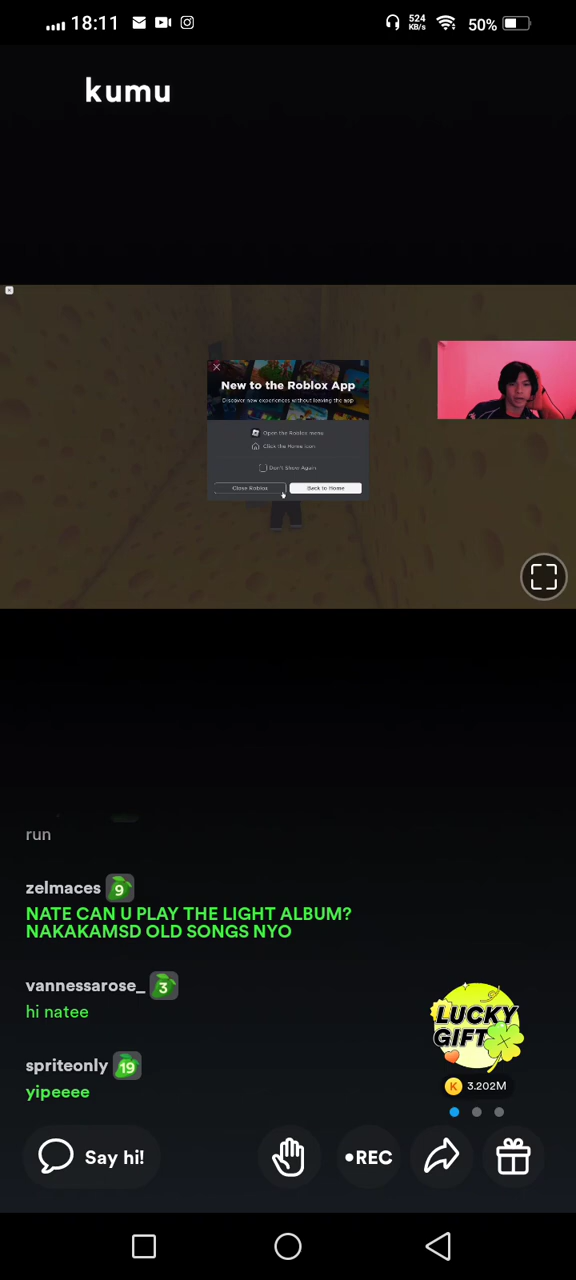 18:11
524
KB/s
50%
kumu
New to the Roblox App
Discover new experiences without leaving the app
Open the Roblox menu
Click the Home icon
Don't Show Again
Close Roblox
Back to Home
run
zelmaces 9
NATE CAN U PLAY THE LIGHT ALBUM?
NAKAKAMSD OLD SONGS NYO
vannessarose_ 3
hi natee
LUCKY
GIFT
spriteonly 19
K 3.202M
yipeeee
Say hi!
•REC